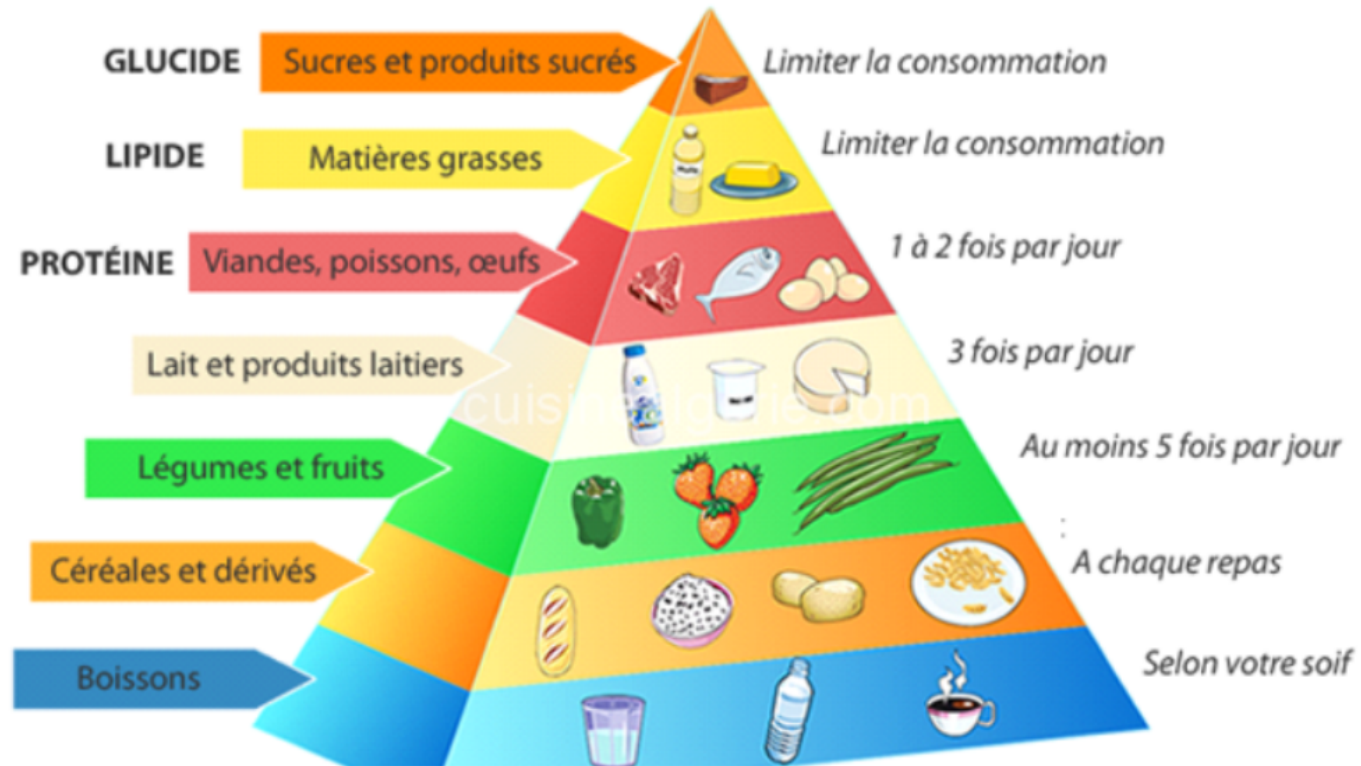 GLUCIDE Sucres et produits sucrés Limiter la consommation
LIPIDE Matières grasses Limiter la consommation
PROTÉINE Viandes, poissons, œufs 1 à 2 fois par jour
Lait et produits laitiers 3 fois par jour
Légumes et fruits Au moins 5 fois par jour
:
Céréales et dérivés A chaque repas
Boissons Selon votre soif